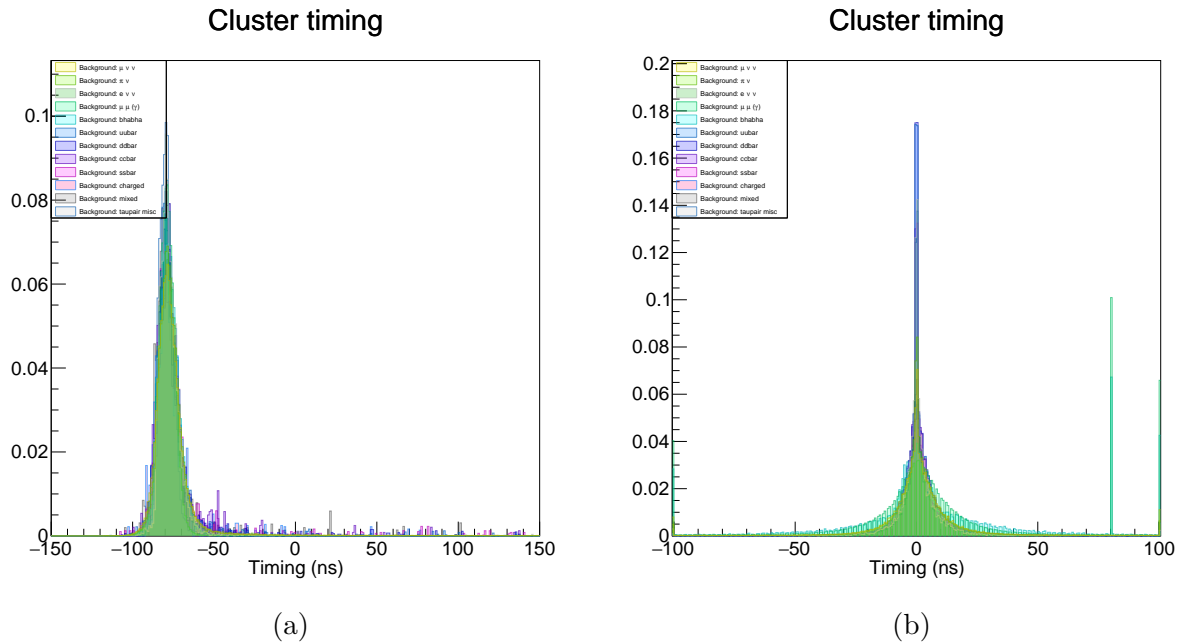 Cluster timing
Background: μ ν ν
Background: π ν
Background: e ν ν
Background: μ μ (γ)
Background: bhabha
Background: uubar
Background: ddbar
Background: ccbar
Background: ssbar
Background: charged
Background: mixed
Background: taupair misc
0.1
0.08
0.06
0.04
0.02
0
−150 −100 −50 0 50 100 150
Timing (ns)
(a)
Cluster timing
Background: μ ν ν
Background: π ν
Background: e ν ν
Background: μ μ (γ)
Background: bhabha
Background: uubar
Background: ddbar
Background: ccbar
Background: ssbar
Background: charged
Background: mixed
Background: taupair misc
0.2
0.18
0.16
0.14
0.12
0.1
0.08
0.06
0.04
0.02
0
−100 −50 0 50 100
Timing (ns)
(b)